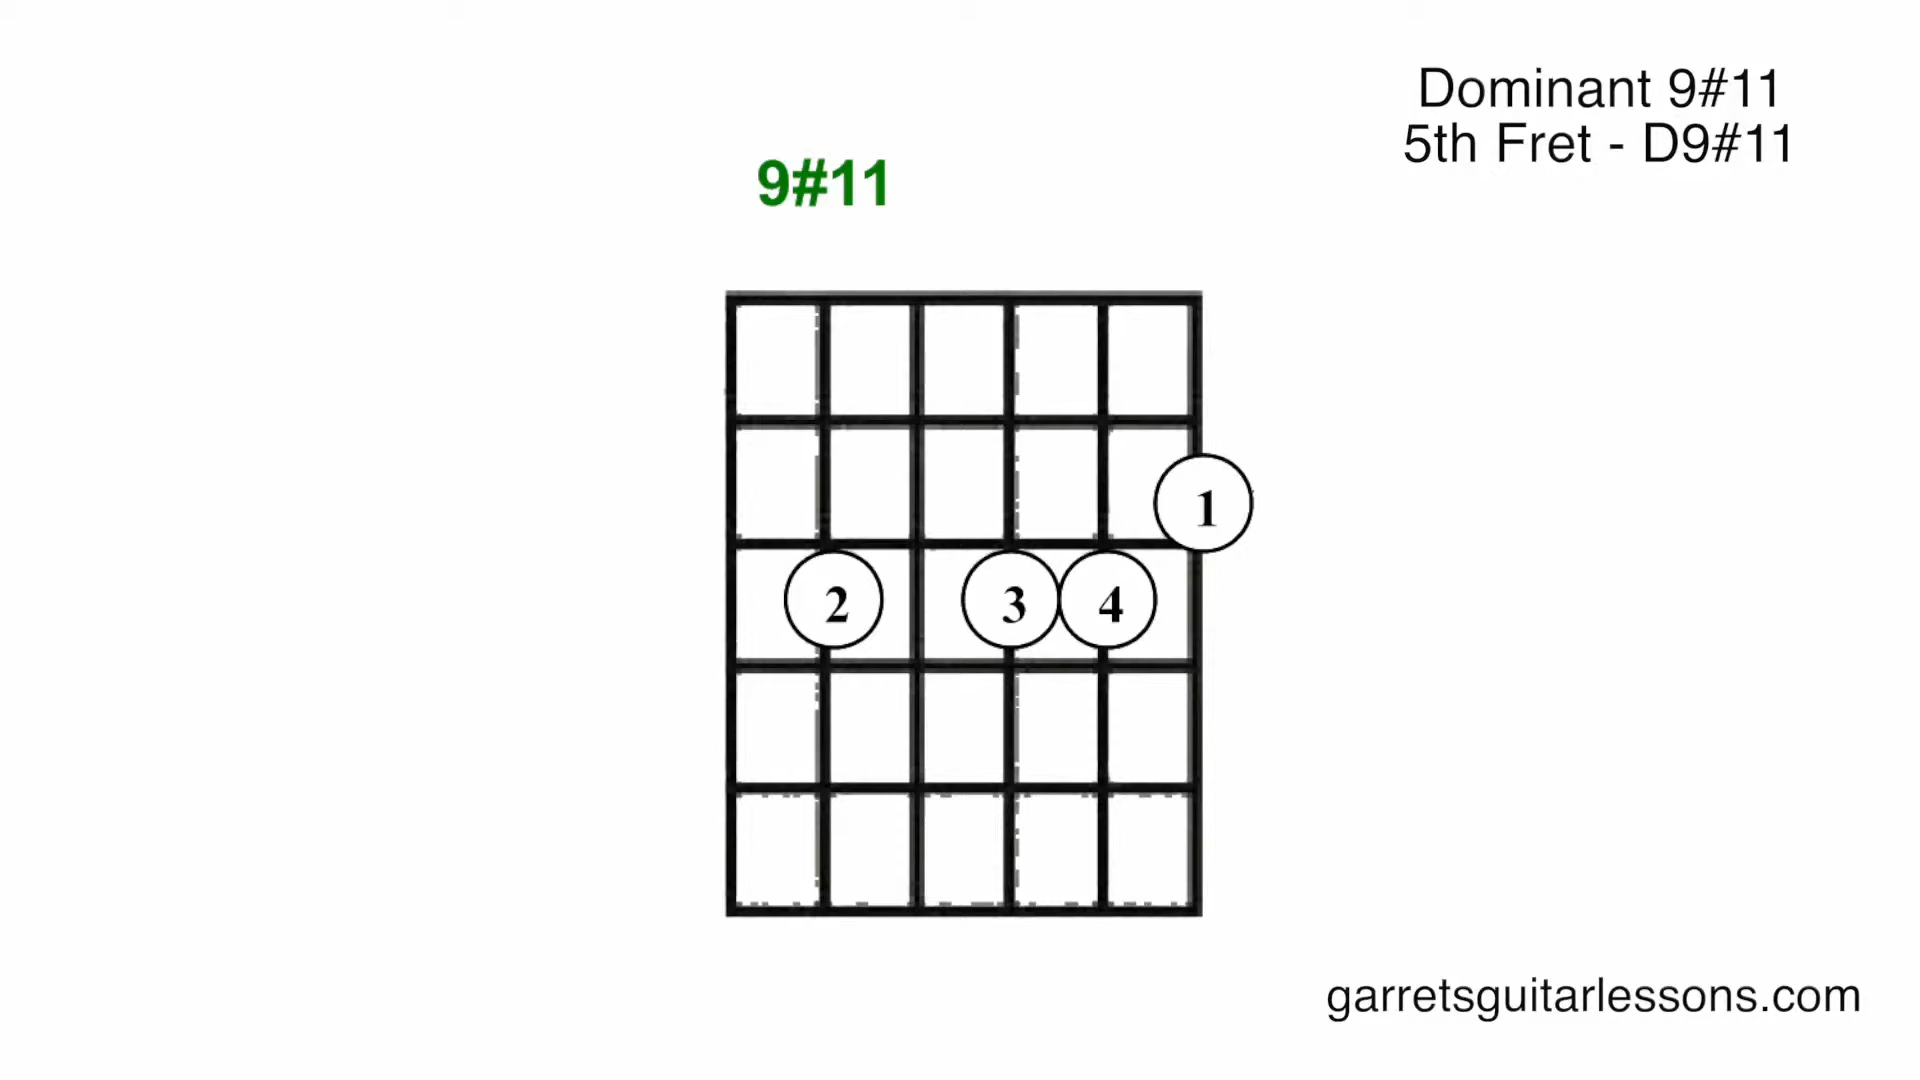 Dominant 9#11
5th Fret - D9#11
9#11
1
2 3 4
garretsguitarlessons.com